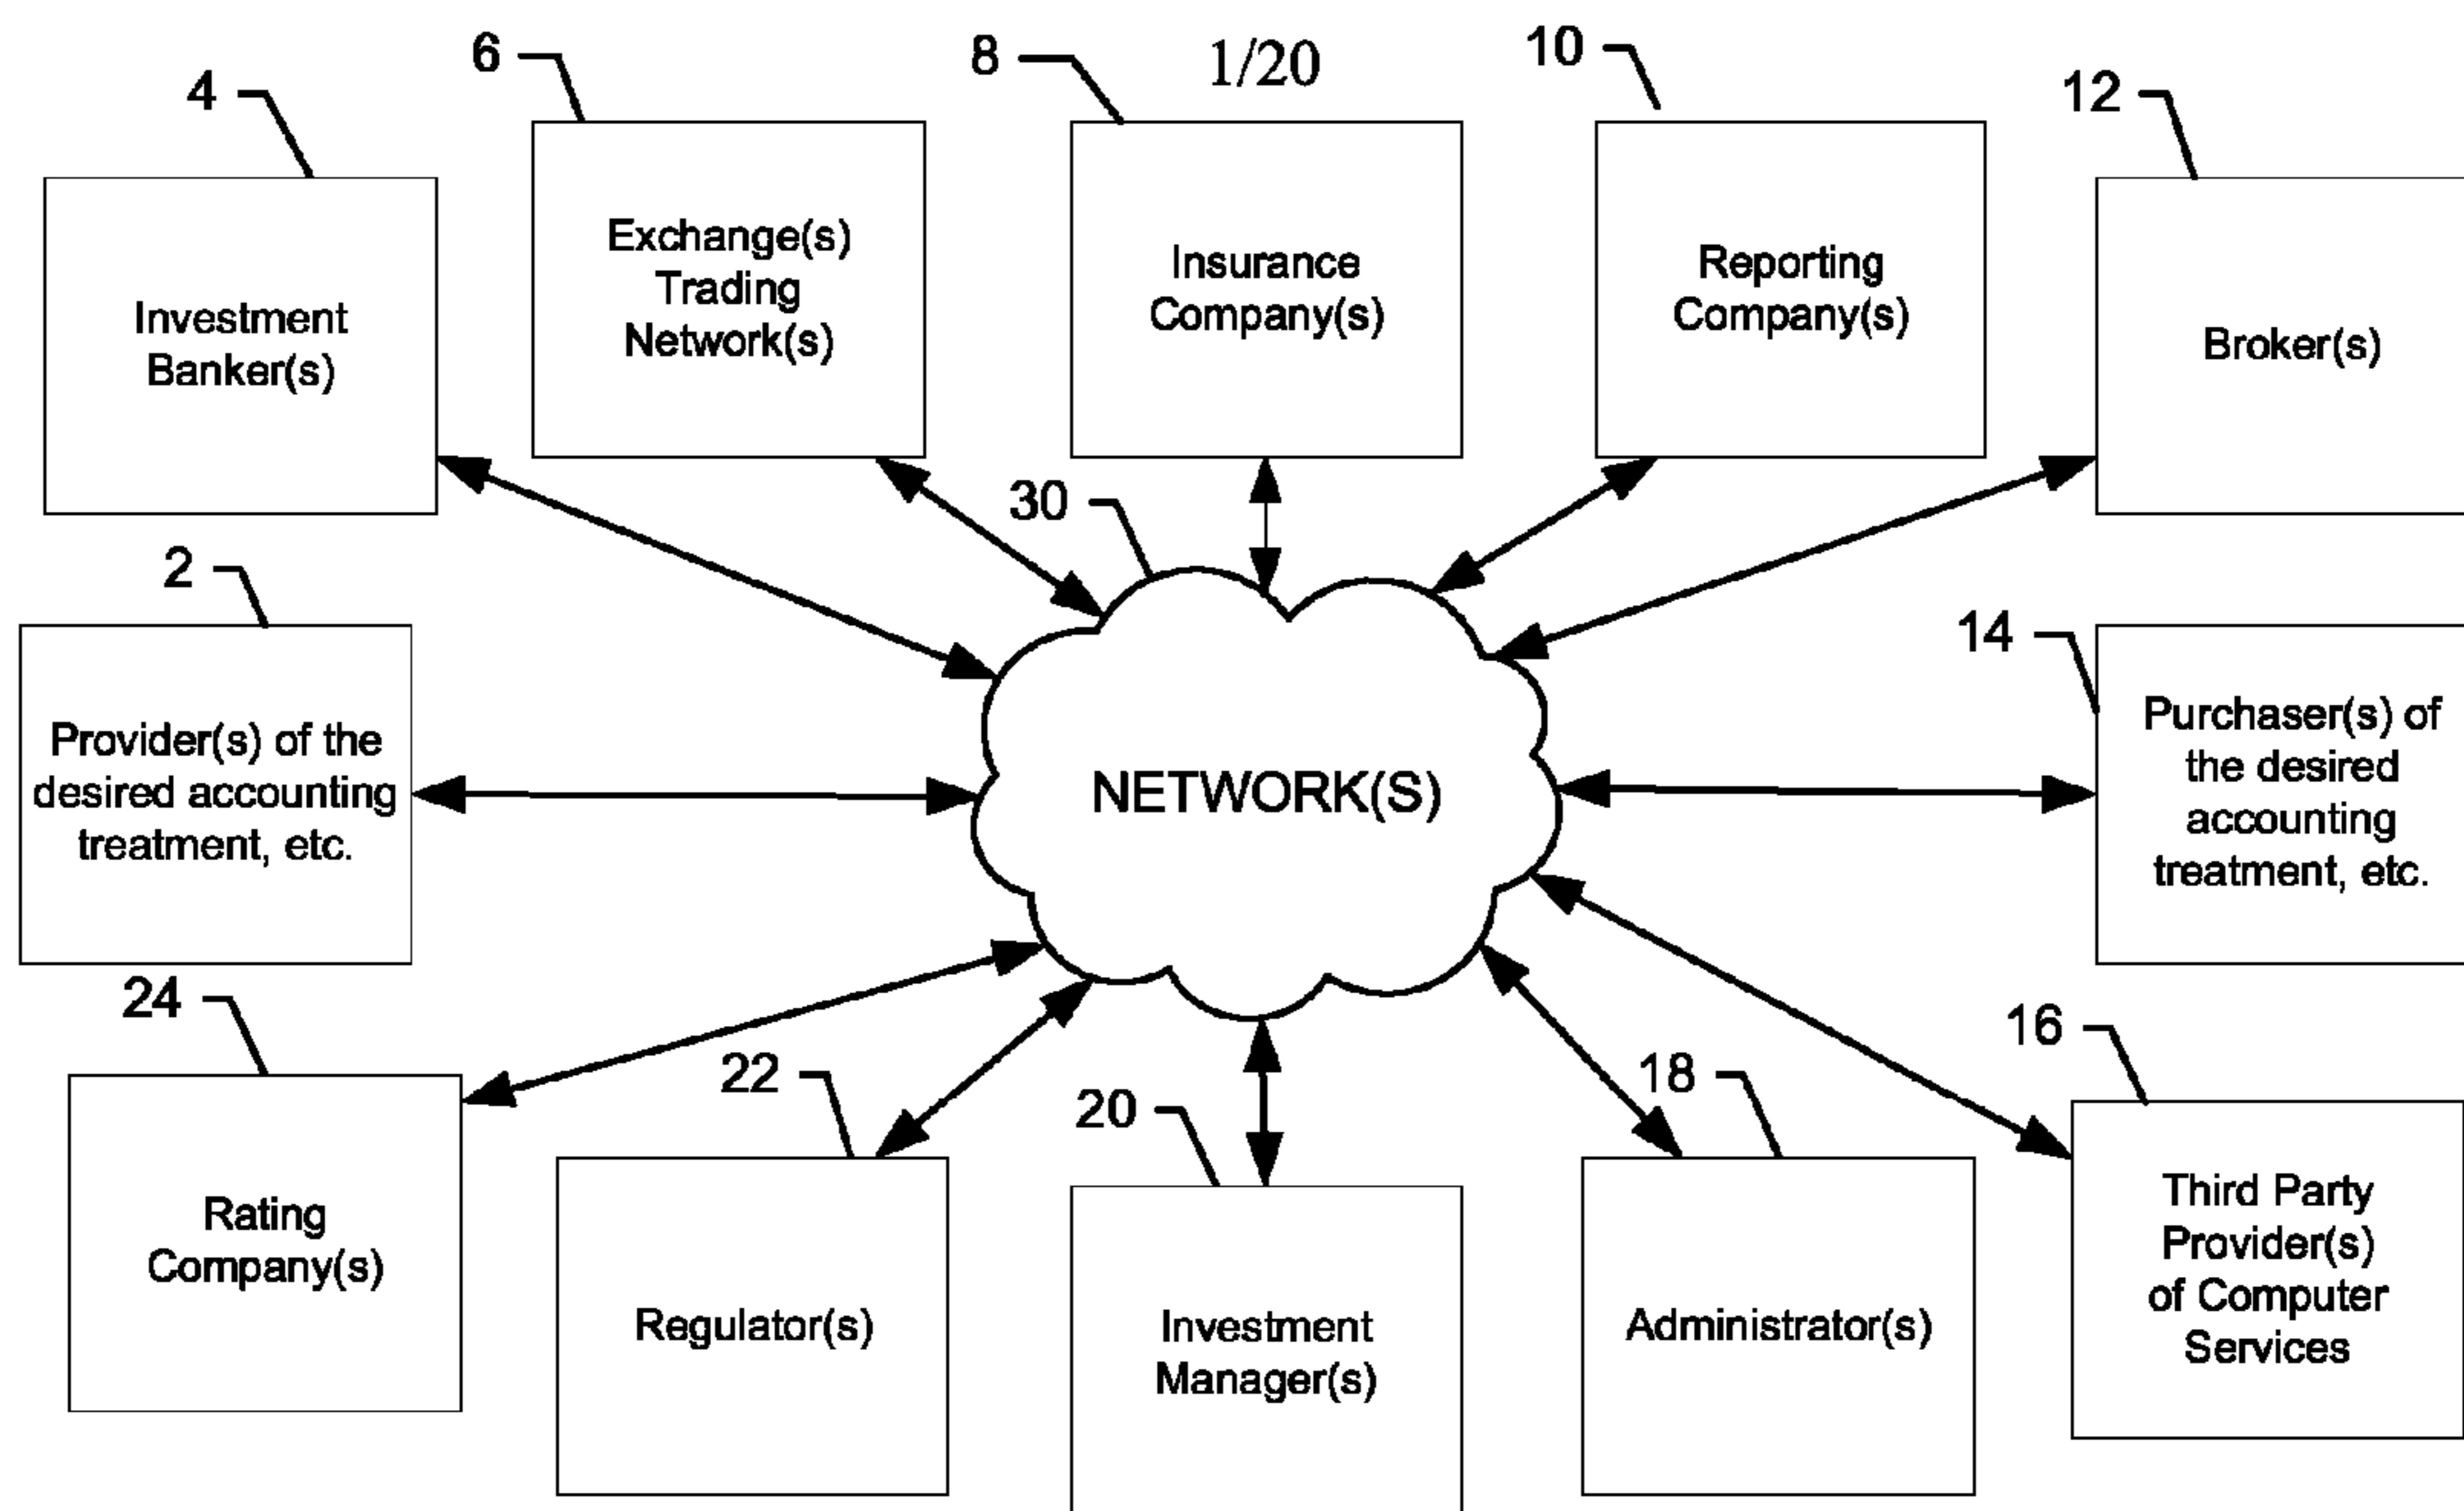 1/20
4
6
8
10
12
Investment
Banker(s)
Exchange(s)
Trading
Network(s)
Insurance
Company(s)
Reporting
Company(s)
Broker(s)
2
30
14
Provider(s) of the
desired accounting
treatment, etc.
NETWORK(S)
Purchaser(s) of
the desired
accounting
treatment, etc.
24
22
20
18
16
Rating
Company(s)
Regulator(s)
Investment
Manager(s)
Administrator(s)
Third Party
Provider(s)
of Computer
Services